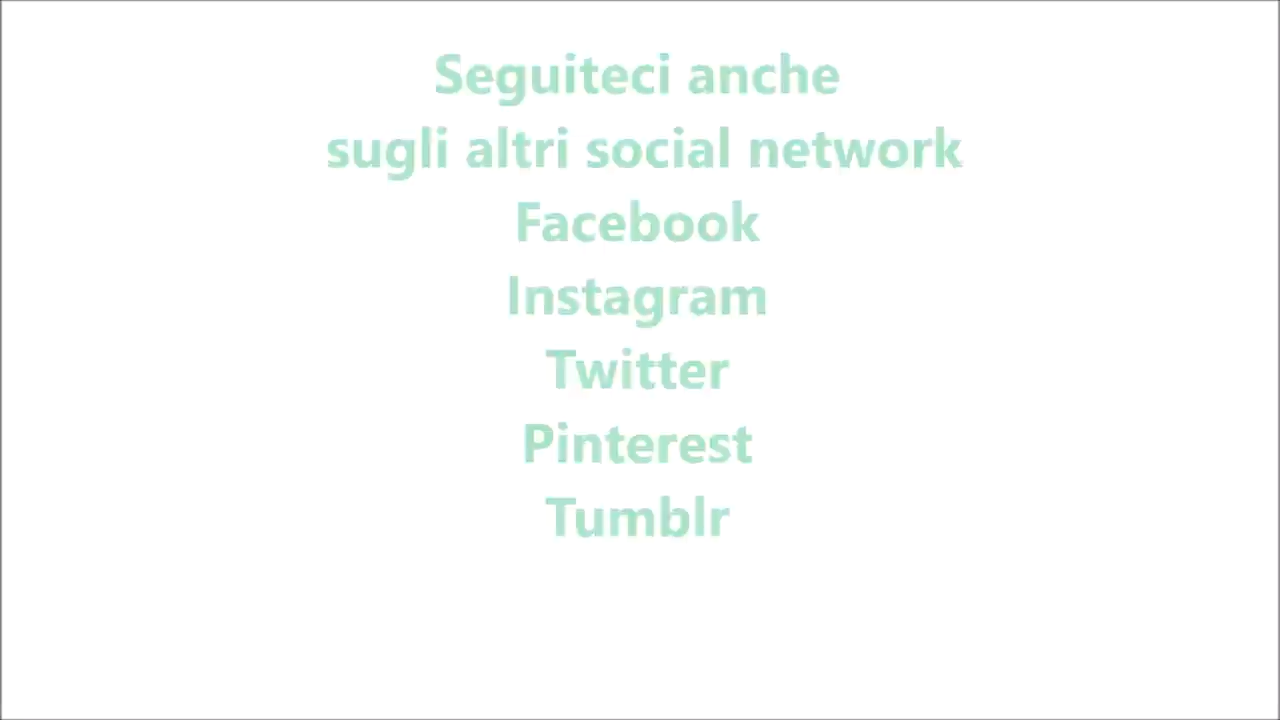 Seguiteci anche
sugli altri social network
Facebook
Instagram
Twitter
Pinterest
Tumblr